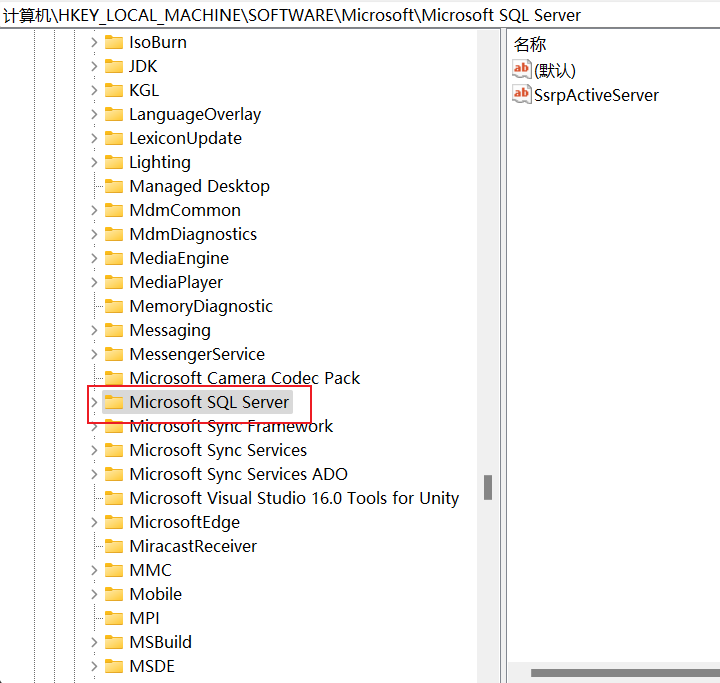 计算机\HKEY_LOCAL_MACHINE\SOFTWARE\Microsoft\Microsoft SQL Server
IsoBurn
JDK
KGL
LanguageOverlay
LexiconUpdate
Lighting
Managed Desktop
MdmCommon
MdmDiagnostics
MediaEngine
MediaPlayer
MemoryDiagnostic
Messaging
MessengerService
Microsoft Camera Codec Pack
Microsoft SQL Server
Microsoft Sync Framework
Microsoft Sync Services
Microsoft Sync Services ADO
Microsoft Visual Studio 16.0 Tools for Unity
MicrosoftEdge
MiracastReceiver
MMC
Mobile
MPI
MSBuild
MSDE
名称
ab (默认)
ab SsrpActiveServer